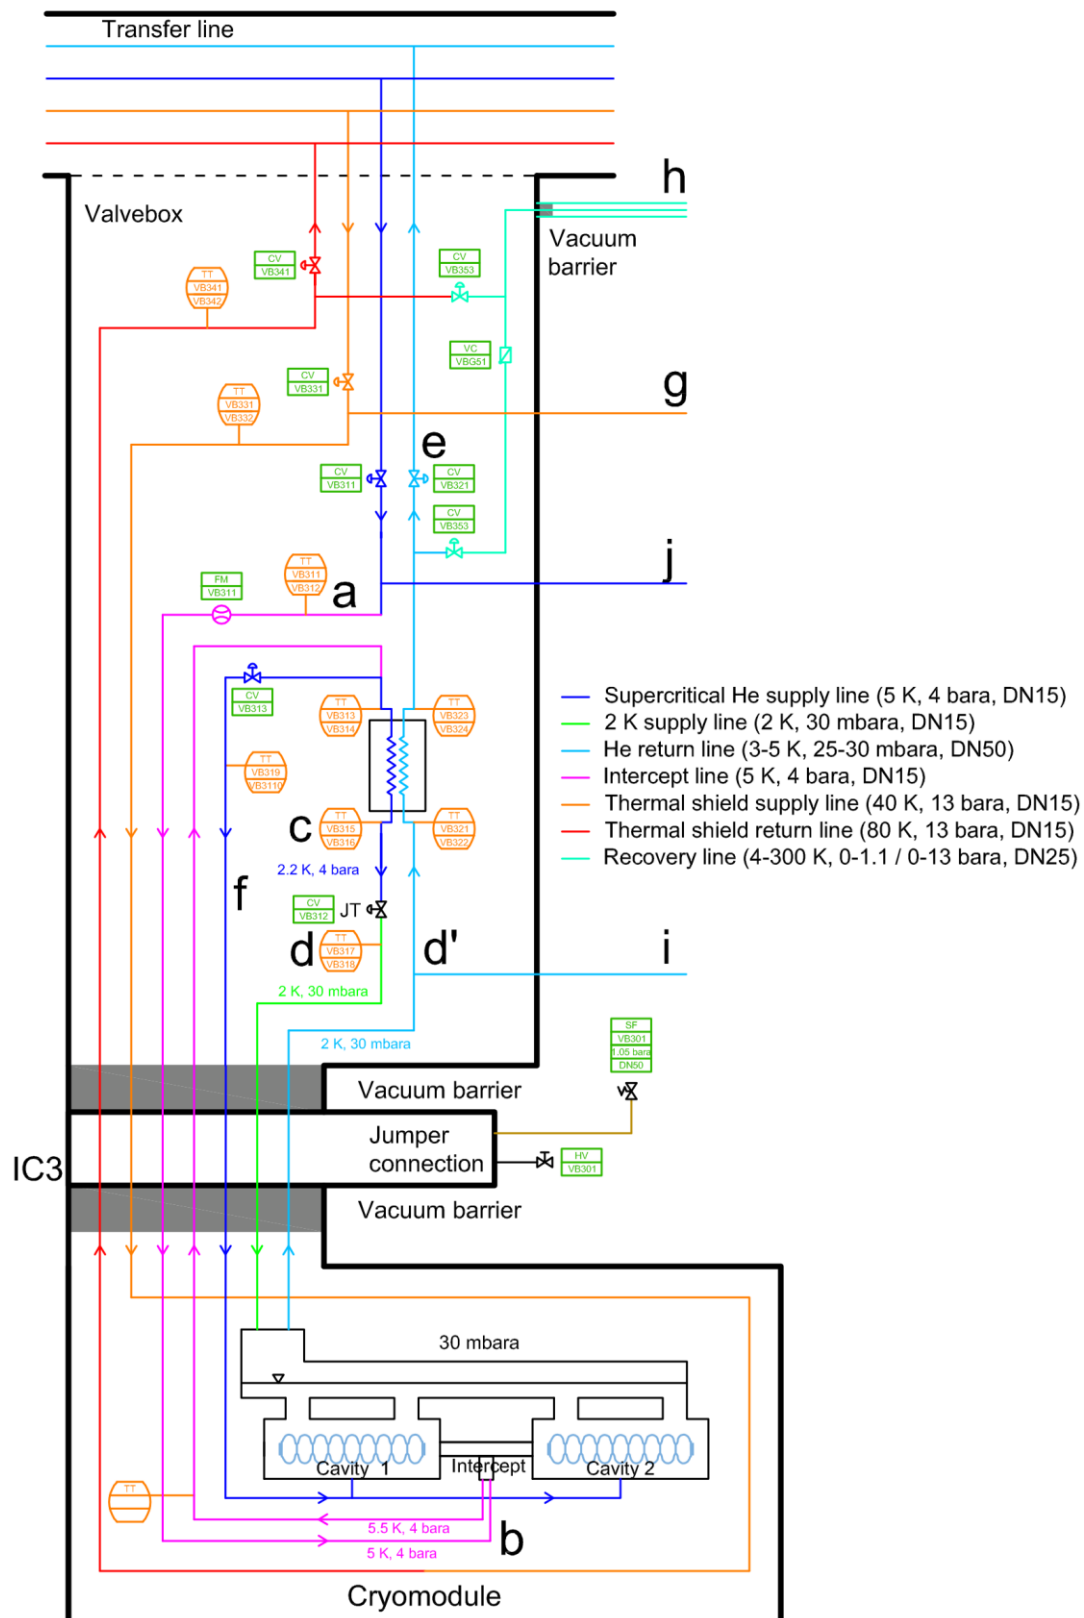 Transfer line
Valvebox
h
Vacuum
barrier
CV
VB341
CV
VB353
TT
VB341
VB342
VC
VBG51
CV
VB331
g
TT
VB331
VB332
e
CV
VB311
CV
VB321
CV
VB353
j
TT
VB311
VB312
a
FM
VB311
CV
VB313
TT
VB313
VB314
TT
VB323
VB324
TT
VB319
VB3110
c
TT
VB315
VB316
TT
VB321
VB322
2.2 K, 4 bara
f
CV
VB312
JT
d
TT
VB317
VB318
d'
i
2 K, 30 mbara
2 K, 30 mbara
Supercritical He supply line (5 K, 4 bara, DN15)
2 K supply line (2 K, 30 mbara, DN15)
He return line (3-5 K, 25-30 mbara, DN50)
Intercept line (5 K, 4 bara, DN15)
Thermal shield supply line (40 K, 13 bara, DN15)
Thermal shield return line (80 K, 13 bara, DN15)
Recovery line (4-300 K, 0-1.1 / 0-13 bara, DN25)
SF
VB301
1.05 bara
DN50
Vacuum barrier
Jumper
connection
HV
VB301
IC3
Vacuum barrier
30 mbara
Cavity 1
Intercept
Cavity 2
TT
5.5 K, 4 bara
b
5 K, 4 bara
Cryomodule